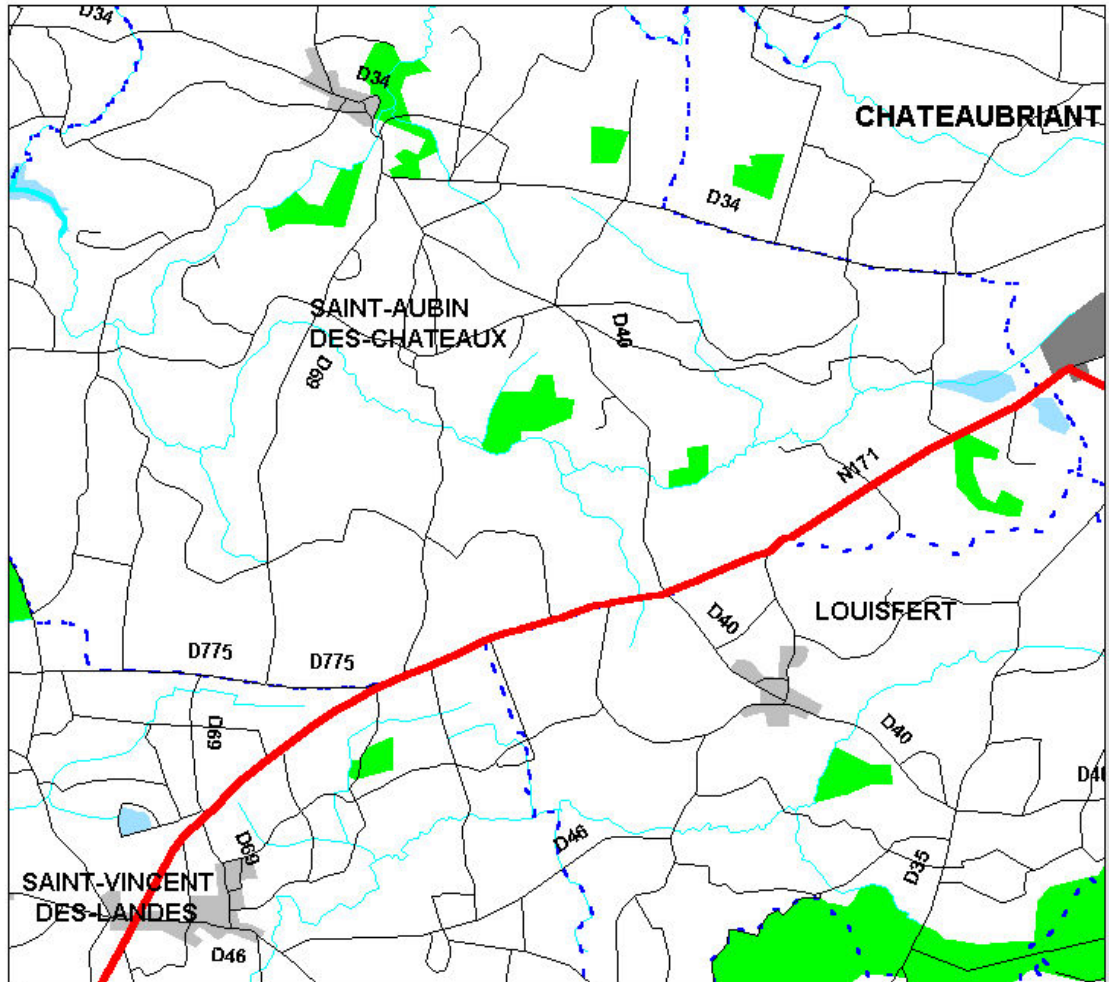 D34
D34
CHATEAUBRIANT
D34
SAINT-AUBIN
DES-CHATEAUX
D40
D69
N171
D40
LOUISFERT
D775
D775
D69
D40
D40
D69
D46
D35
SAINT-VINCENT
DES-LANDES
D46